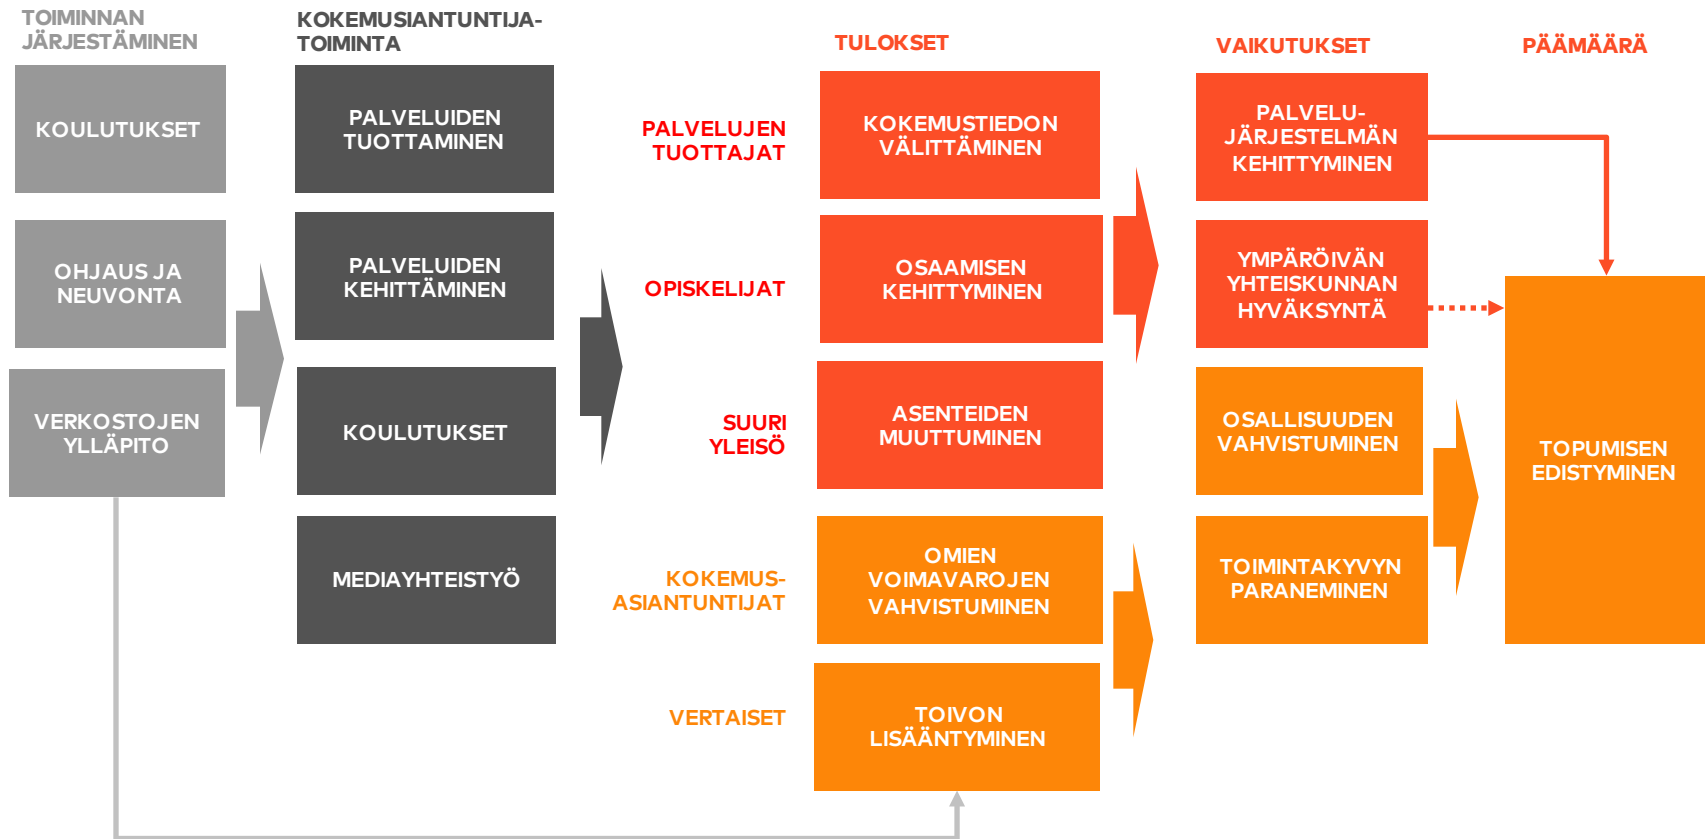 TOIMINNAN
JÄRJESTÄMINEN
KOULUTUKSET
OHJAUS JA
NEUVONTA
VERKOSTOJEN
YLLÄPITO
KOKEMUSIANTUNTIJA-
TOIMINTA
PALVELUIDEN
TUOTTAMINEN
PALVELUIDEN
KEHITTÄMINEN
KOULUTUKSET
MEDIAYHTEISTYÖ
PALVELUJEN
TUOTTAJAT
OPISKELIJAT
SUURI
YLEISÖ
KOKEMUS-
ASIANTUNTIJAT
VERTAISET
TULOKSET
KOKEMUSTIEDON
VÄLITTÄMINEN
OSAAMISEN
KEHITTYMINEN
ASENTEIDEN
MUUTTUMINEN
OMIEN
VOIMAVAROJEN
VAHVISTUMINEN
TOIVON
LISÄÄNTYMINEN
VAIKUTUKSET
PALVELU-
JÄRJESTELMÄN
KEHITTYMINEN
YMPÄRÖIVÄN
YHTEISKUNNAN
HYVÄKSYNTÄ
OSALLISUUDEN
VAHVISTUMINEN
TOIMINTAKYVYN
PARANEMINEN
PÄÄMÄÄRÄ
TOPUMISEN
EDISTYMINEN